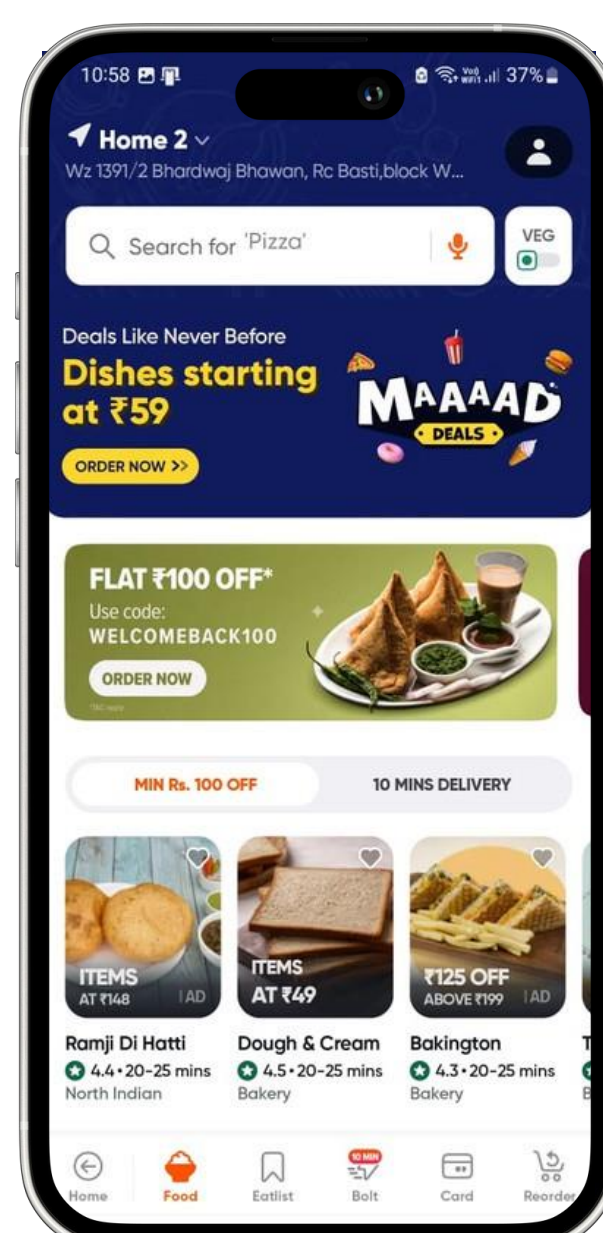 10:58
Vo))
WiFi1
37%
Home 2
Wz 1391/2 Bhardwaj Bhawan, Rc Basti,block W...
Search for 'Pizza'
VEG
Deals Like Never Before
Dishes starting
at ₹59
MAAAAD
DEALS
ORDER NOW >>
FLAT ₹100 OFF*
Use code:
WELCOMEBACK100
ORDER NOW
*T&C apply
MIN Rs. 100 OFF
10 MINS DELIVERY
ITEMS
AT ₹148
AD
ITEMS
AT ₹49
₹125 OFF
ABOVE ₹199
AD
Ramji Di Hatti
Dough & Cream
Bakington
T
4.4•20-25 mins
4.5•20-25 mins
4.3•20-25 mins
North Indian
Bakery
Bakery
B
10 MIN
Home
Food
Eatlist
Bolt
Card
Reorder